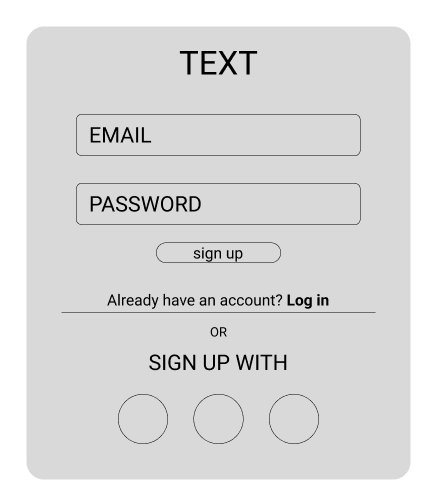 TEXT
EMAIL
PASSWORD
sign up
Already have an account? Log in
OR
SIGN UP WITH